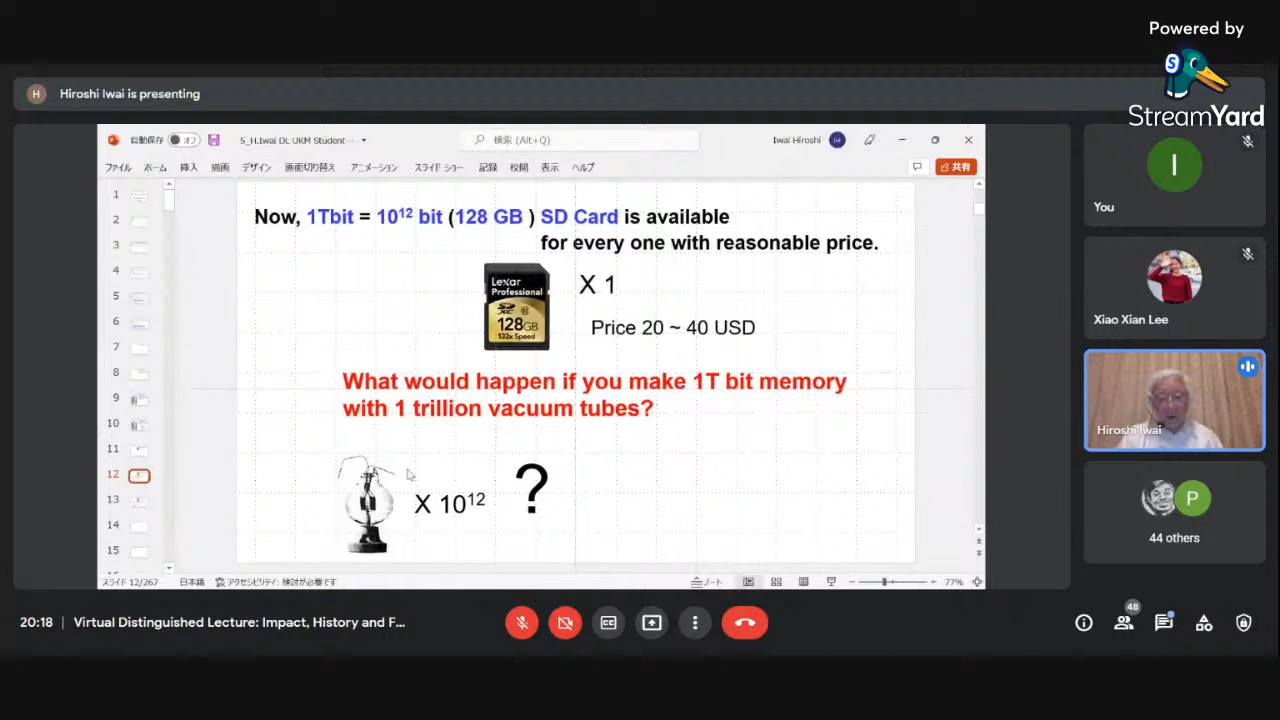 Powered by
StreamYard
Hiroshi Iwai is presenting
自動保存 オフ 5_H.Iwai DL UKM Student… 検索 (Alt+Q) Iwai Hiroshi HI
ファイル ホーム 挿入 描画 デザイン 画面切り替え アニメーション スライド ショー 記録 校閲 表示 ヘルプ 共有
1
2
3
4
5
6
7
8
9
10
11
12
13
14
15
Now, 1Tbit = 10¹² bit (128 GB ) SD Card is available
for every one with reasonable price.
Lexar
Professional
128GB
133x Speed
X 1
Price 20 ~ 40 USD
What would happen if you make 1T bit memory
with 1 trillion vacuum tubes?
X 10¹² ?
スライド 12/267 日本語 アクセシビリティ: 検討が必要です ノート 77%
I
You
Xiao Xian Lee
Hiroshi Iwai
P
44 others
20:18 | Virtual Distinguished Lecture: Impact, History and F...
48